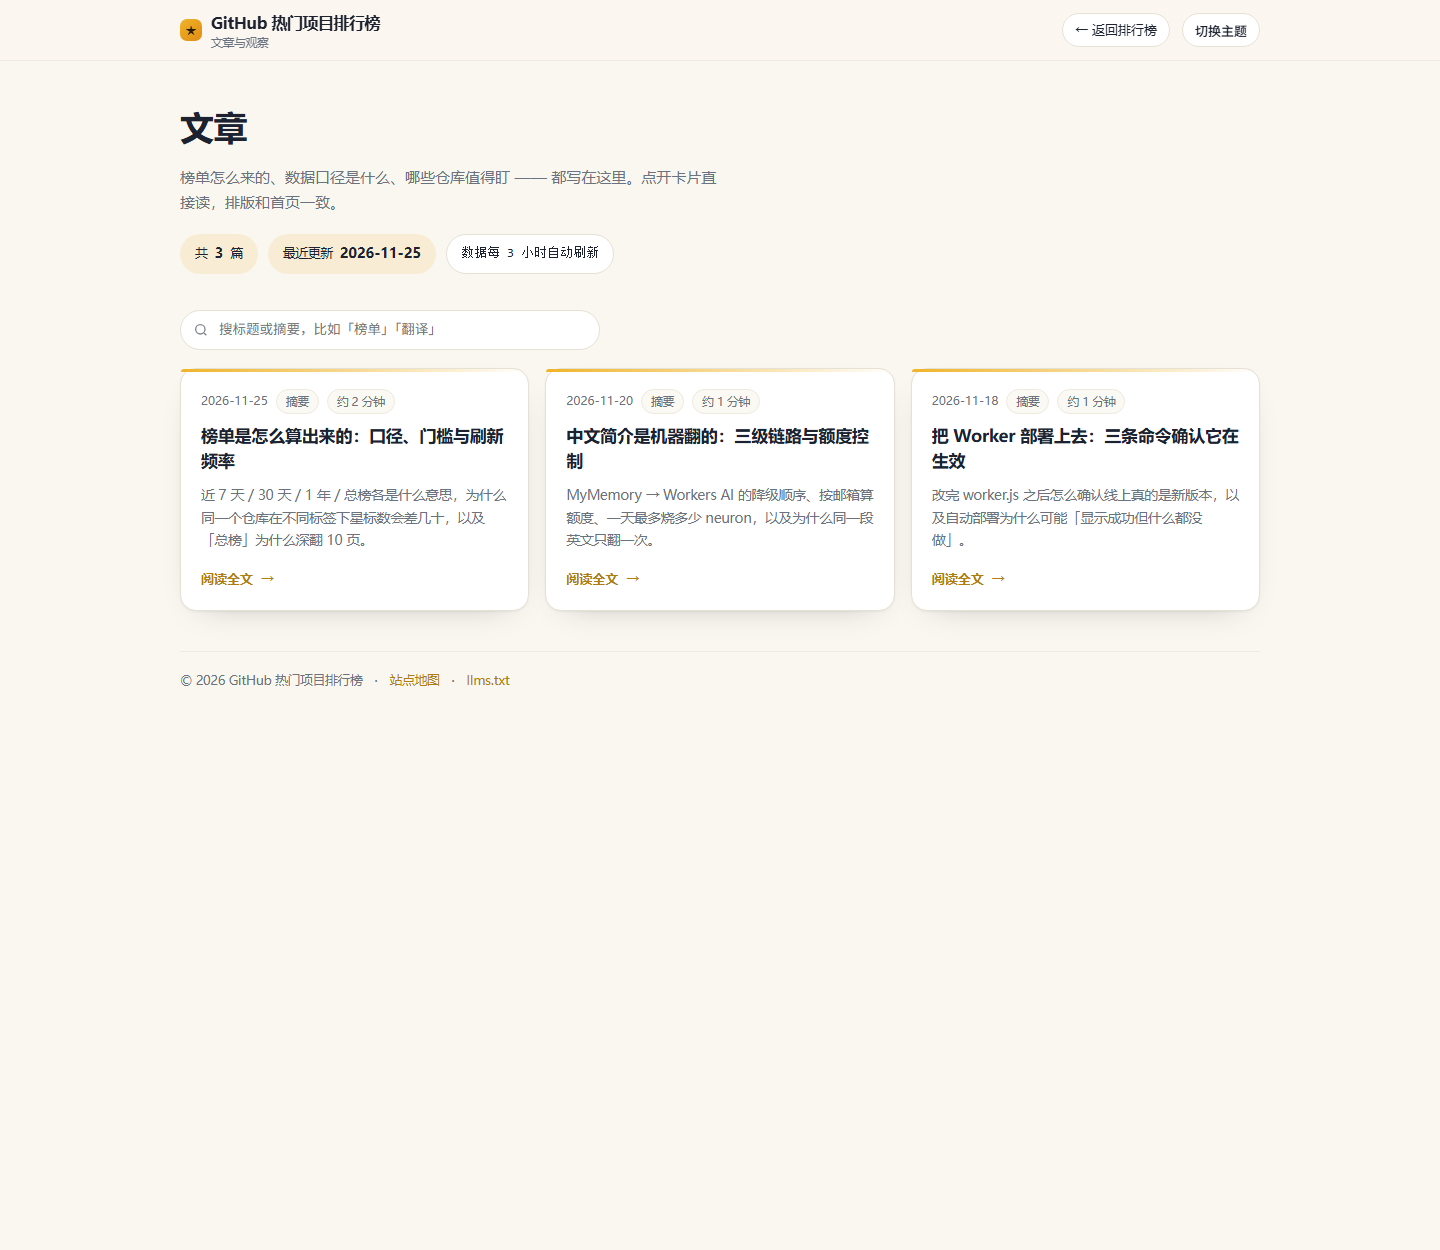 GitHub 热门项目排行榜
文章与观察
← 返回排行榜
切换主题
文章
榜单怎么来的、数据口径是什么、哪些仓库值得盯 —— 都写在这里。点开卡片直
接读，排版和首页一致。
共 3 篇
最近更新 2026-11-25
数据每 3 小时自动刷新
搜标题或摘要，比如「榜单」「翻译」
2026-11-25 摘要 约 2 分钟
榜单是怎么算出来的：口径、门槛与刷新
频率
近 7 天 / 30 天 / 1 年 / 总榜各是什么意思，为什么
同一个仓库在不同标签下星标数会差几十，以及
「总榜」为什么深翻 10 页。
阅读全文 →
2026-11-20 摘要 约 1 分钟
中文简介是机器翻的：三级链路与额度控
制
MyMemory → Workers AI 的降级顺序、按邮箱算
额度、一天最多烧多少 neuron，以及为什么同一段
英文只翻一次。
阅读全文 →
2026-11-18 摘要 约 1 分钟
把 Worker 部署上去：三条命令确认它在
生效
改完 worker.js 之后怎么确认线上真的是新版本，以
及自动部署为什么可能「显示成功但什么都没
做」。
阅读全文 →
© 2026 GitHub 热门项目排行榜 · 站点地图 · llms.txt